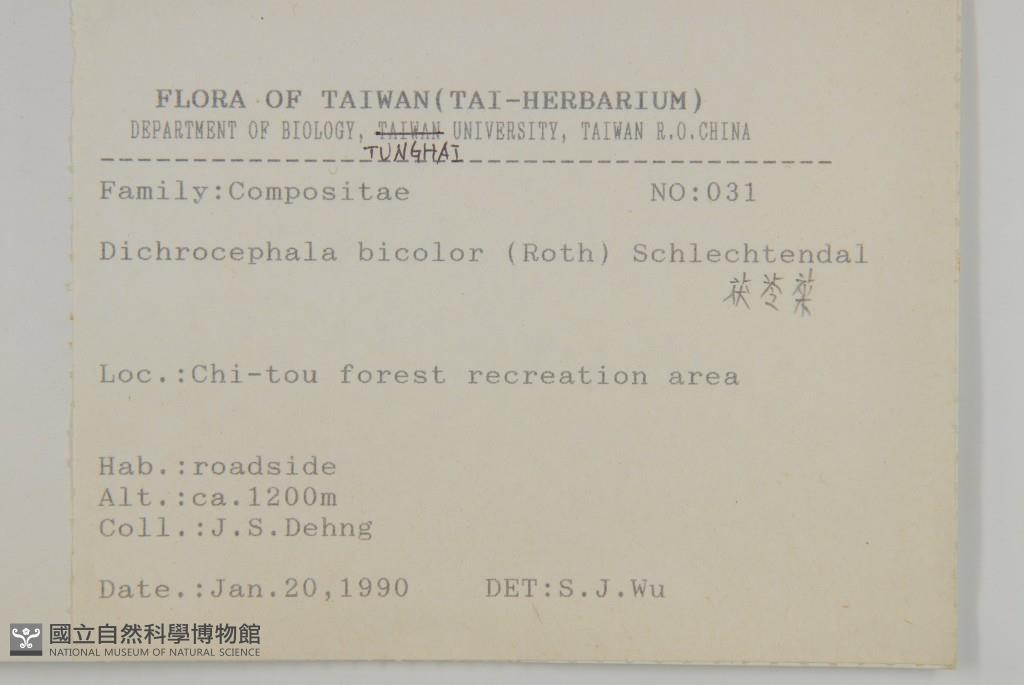 FLORA OF TAIWAN(TAI-HERBARIUM)
DEPARTMENT OF BIOLOGY, TAIWAN UNIVERSITY, TAIWAN R.O.CHINA
TUNGHAI
Family:Compositae NO:031
Dichrocephala bicolor (Roth) Schlechtendal
茯苓菜
Loc.:Chi-tou forest recreation area
Hab.:roadside
Alt.:ca.1200m
Coll.:J.S.Dehng
Date.:Jan.20,1990 DET:S.J.Wu
國立自然科學博物館
NATIONAL MUSEUM OF NATURAL SCIENCE